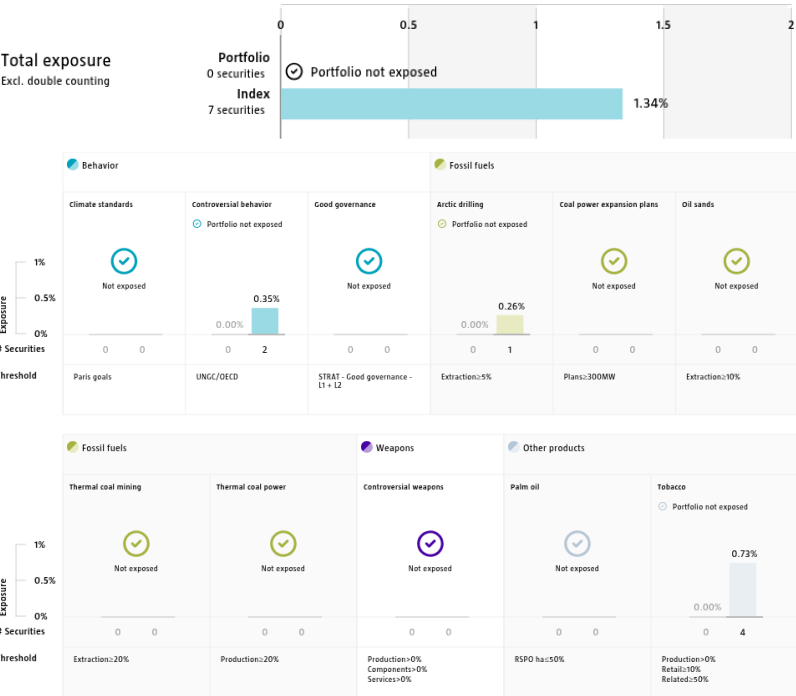 0 0.5 1 1.5 2
Total exposure
Excl. double counting
Portfolio
0 securities
Portfolio not exposed
Index
7 securities
1.34%
Behavior
Fossil fuels
Climate standards
Controversial behavior
Good governance
Arctic drilling
Coal power expansion plans
Oil sands
Portfolio not exposed
Portfolio not exposed
Not exposed
Not exposed
Not exposed
Not exposed
1%
0.5%
0%
Exposure
0.00%
0.35%
0.00%
0.26%
# Securities
0 0
0 2
0 0
0 1
0 0
0 0
hreshold
Paris goals
UNGC/OECD
STRAT - Good governance -
L1 + L2
Extraction≥5%
Plans≥300MW
Extraction≥10%
Fossil fuels
Weapons
Other products
Thermal coal mining
Thermal coal power
Controversial weapons
Palm oil
Tobacco
Portfolio not exposed
Not exposed
Not exposed
Not exposed
Not exposed
1%
0.5%
0%
Exposure
0.00%
0.73%
# Securities
0 0
0 0
0 0
0 0
0 4
hreshold
Extraction≥20%
Production≥20%
Production>0%
Components>0%
Services>0%
RSPO ha≤50%
Production>0%
Retail≥10%
Related≥50%